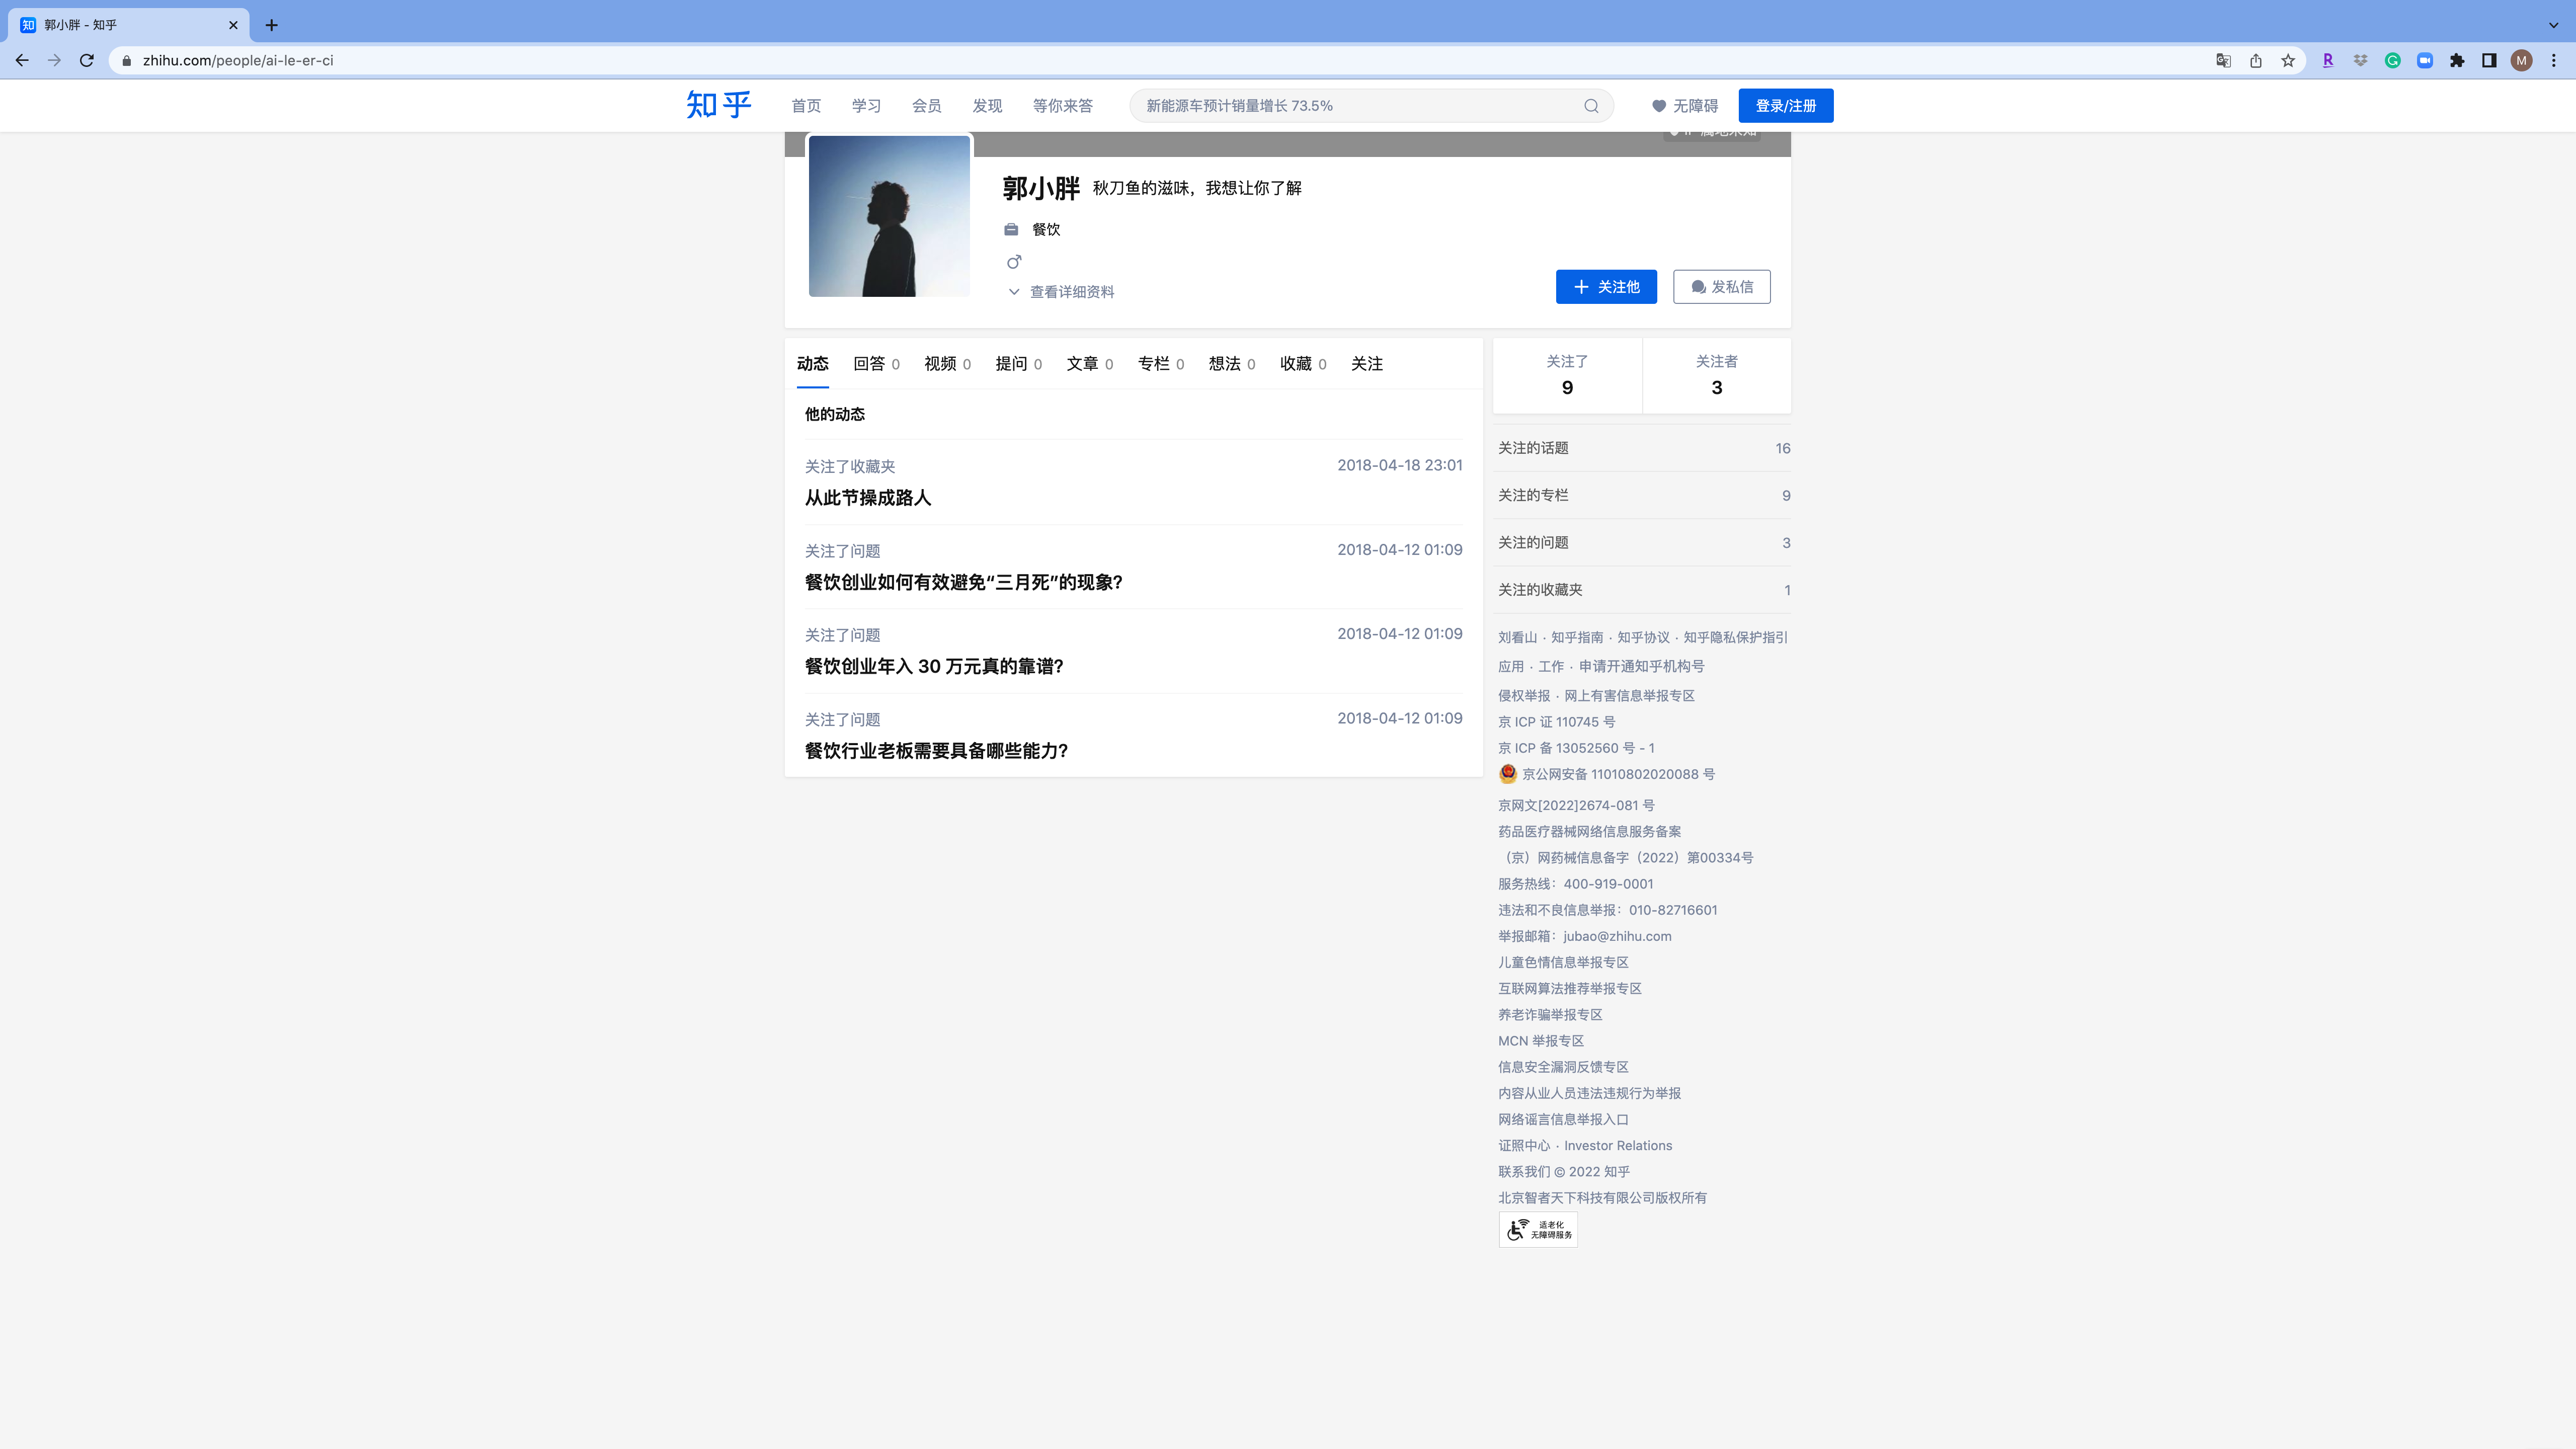 郭小胖 - 知乎
zhihu.com/people/ai-le-er-ci
M
知乎
首页 学习 会员 发现 等你来答
新能源车预计销量增长 73.5%
无障碍
登录/注册
郭小胖 秋刀鱼的滋味，我想让你了解
餐饮
查看详细资料
关注他
发私信
动态 回答 0 视频 0 提问 0 文章 0 专栏 0 想法 0 收藏 0 关注
他的动态
关注了收藏夹 2018-04-18 23:01
从此节操成路人
关注了问题 2018-04-12 01:09
餐饮创业如何有效避免“三月死”的现象？
关注了问题 2018-04-12 01:09
餐饮创业年入 30 万元真的靠谱？
关注了问题 2018-04-12 01:09
餐饮行业老板需要具备哪些能力？
关注了 关注者
9 3
关注的话题 16
关注的专栏 9
关注的问题 3
关注的收藏夹 1
刘看山 · 知乎指南 · 知乎协议 · 知乎隐私保护指引
应用 · 工作 · 申请开通知乎机构号
侵权举报 · 网上有害信息举报专区
京 ICP 证 110745 号
京 ICP 备 13052560 号 - 1
京公网安备 11010802020088 号
京网文[2022]2674-081 号
药品医疗器械网络信息服务备案
（京）网药械信息备字（2022）第00334号
服务热线：400-919-0001
违法和不良信息举报：010-82716601
举报邮箱：jubao@zhihu.com
儿童色情信息举报专区
互联网算法推荐举报专区
养老诈骗举报专区
MCN 举报专区
信息安全漏洞反馈专区
内容从业人员违法违规行为举报
网络谣言信息举报入口
证照中心 · Investor Relations
联系我们 © 2022 知乎
北京智者天下科技有限公司版权所有
适老化
无障碍服务